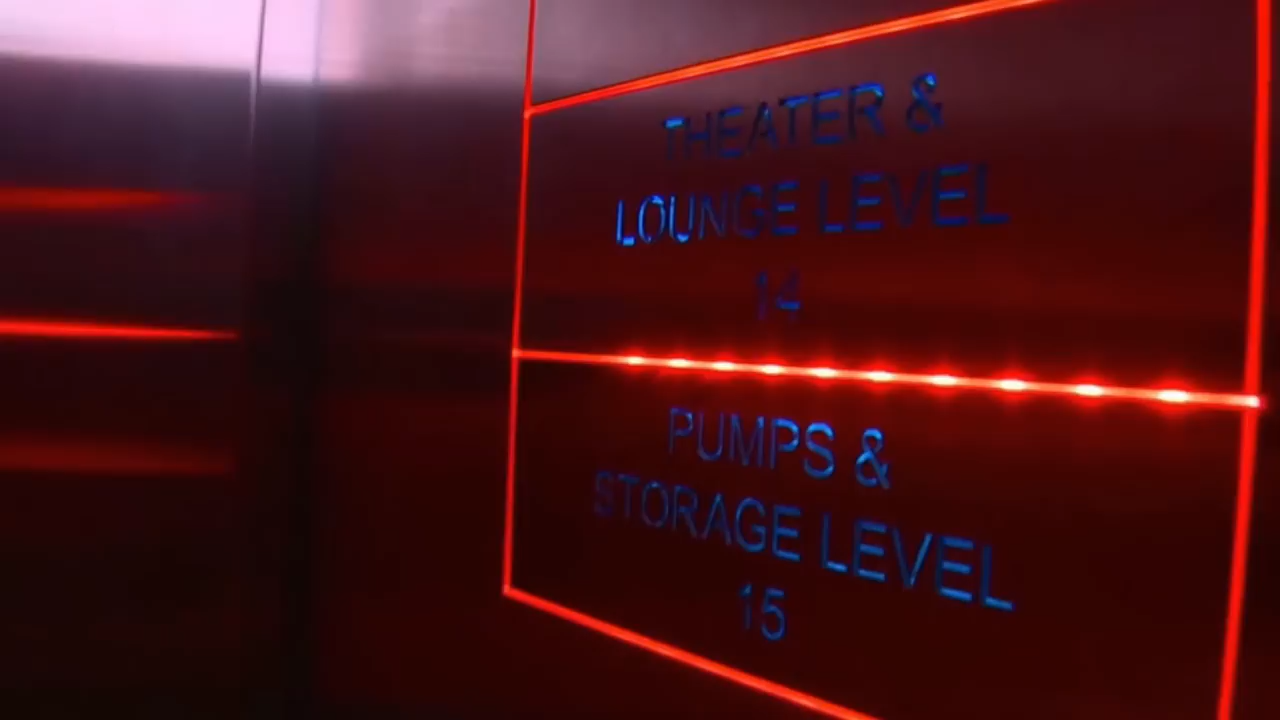 THEATER &
LOUNGE LEVEL
14
PUMPS &
STORAGE LEVEL
15